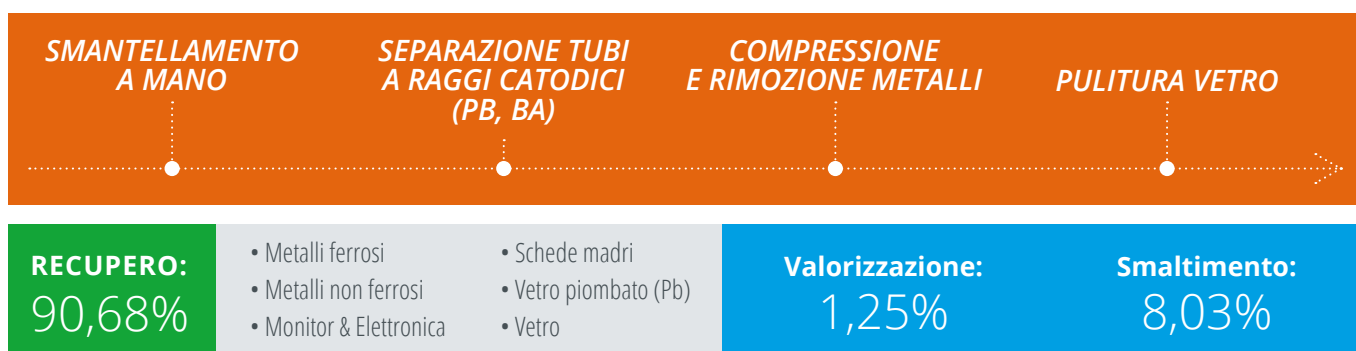 SMANTELLAMENTO
A MANO
SEPARAZIONE TUBI
A RAGGI CATODICI
(PB, BA)
COMPRESSIONE
E RIMOZIONE METALLI
PULITURA VETRO
RECUPERO:
90,68%
• Metalli ferrosi
• Metalli non ferrosi
• Monitor & Elettronica
• Schede madri
• Vetro piombato (Pb)
• Vetro
Valorizzazione:
1,25%
Smaltimento:
8,03%